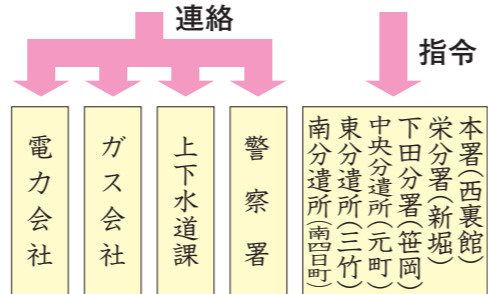 連絡
指令
本署(西裏館)
栄分署(新堀)
下田分署(笹岡)
中央分遣所(元町)
東分遣所(三竹)
南分遣所(南四日町)
警察署
上下水道課
ガス会社
電力会社